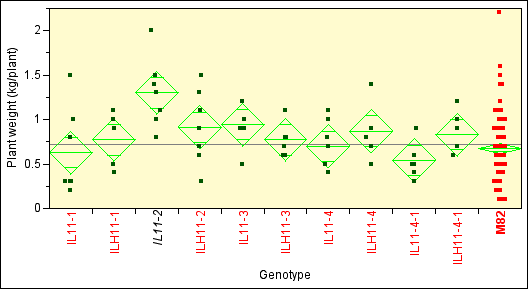 Plant weight (kg/plant)
2
1.5
1
0.5
0
IL11-1
ILH11-1
IL11-2
ILH11-2
IL11-3
ILH11-3
IL11-4
ILH11-4
IL11-4-1
ILH11-4-1
M82
Genotype